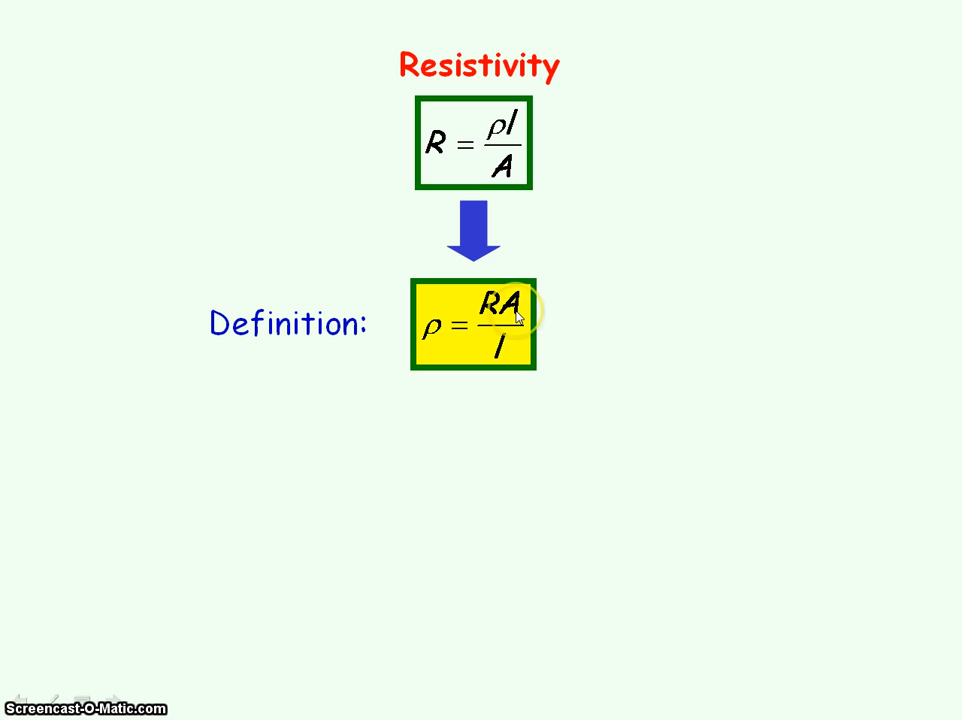 Resistivity
R = ρl / A
Definition:
ρ = RA / l
Screencast-O-Matic.com